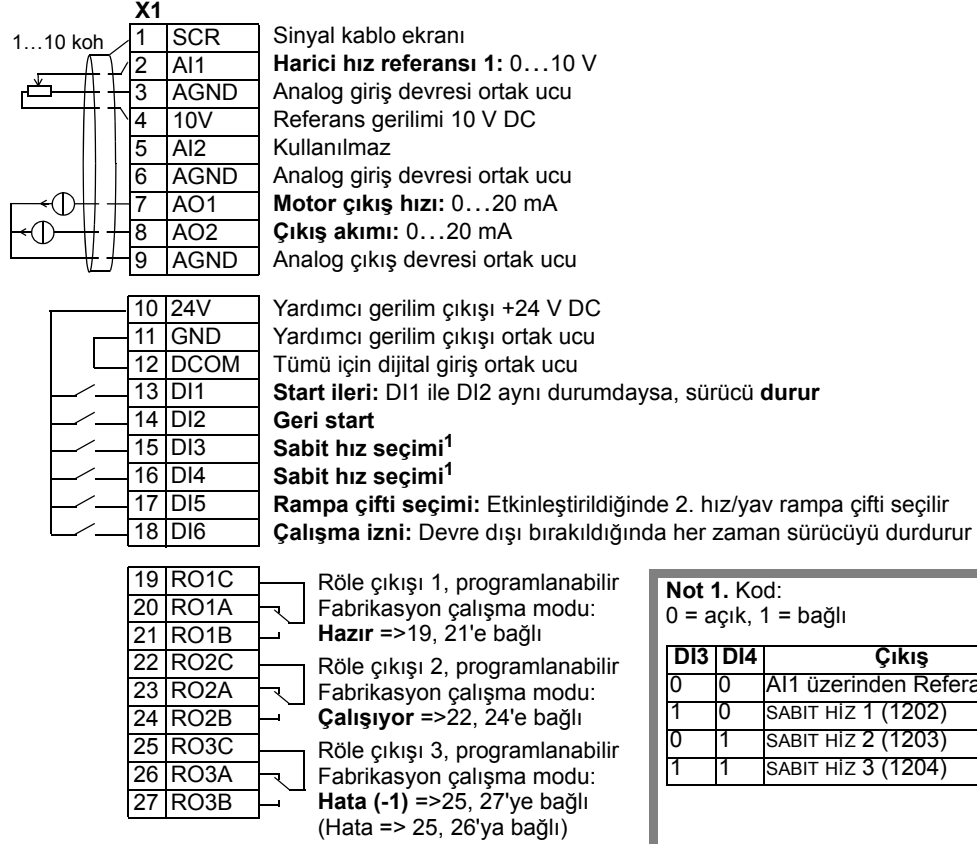 X1
1…10 koh
1 SCR Sinyal kablo ekranı
2 AI1 Harici hız referansı 1: 0…10 V
3 AGND Analog giriş devresi ortak ucu
4 10V Referans gerilimi 10 V DC
5 AI2 Kullanılmaz
6 AGND Analog giriş devresi ortak ucu
7 AO1 Motor çıkış hızı: 0…20 mA
8 AO2 Çıkış akımı: 0…20 mA
9 AGND Analog çıkış devresi ortak ucu
10 24V Yardımcı gerilim çıkışı +24 V DC
11 GND Yardımcı gerilim çıkışı ortak ucu
12 DCOM Tümü için dijital giriş ortak ucu
13 DI1 Start ileri: DI1 ile DI2 aynı durumdaysa, sürücü durur
14 DI2 Geri start
15 DI3 Sabit hız seçimi1
16 DI4 Sabit hız seçimi1
17 DI5 Rampa çifti seçimi: Etkinleştirildiğinde 2. hız/yav rampa çifti seçilir
18 DI6 Çalışma izni: Devre dışı bırakıldığında her zaman sürücüyü durdurur
19 RO1C Röle çıkışı 1, programlanabilir
20 RO1A Fabrikasyon çalışma modu:
21 RO1B Hazır =>19, 21'e bağlı
22 RO2C Röle çıkışı 2, programlanabilir
23 RO2A Fabrikasyon çalışma modu:
24 RO2B Çalışıyor =>22, 24'e bağlı
25 RO3C Röle çıkışı 3, programlanabilir
26 RO3A Fabrikasyon çalışma modu:
27 RO3B Hata (-1) =>25, 27'ye bağlı
(Hata => 25, 26'ya bağlı)
Not 1. Kod:
0 = açık, 1 = bağlı
DI3 DI4 Çıkış
0 0 AI1 üzerinden
1 0 SABIT HİZ 1 (1202)
0 1 SABIT HİZ 2 (1203)
1 1 SABIT HİZ 3 (1204)